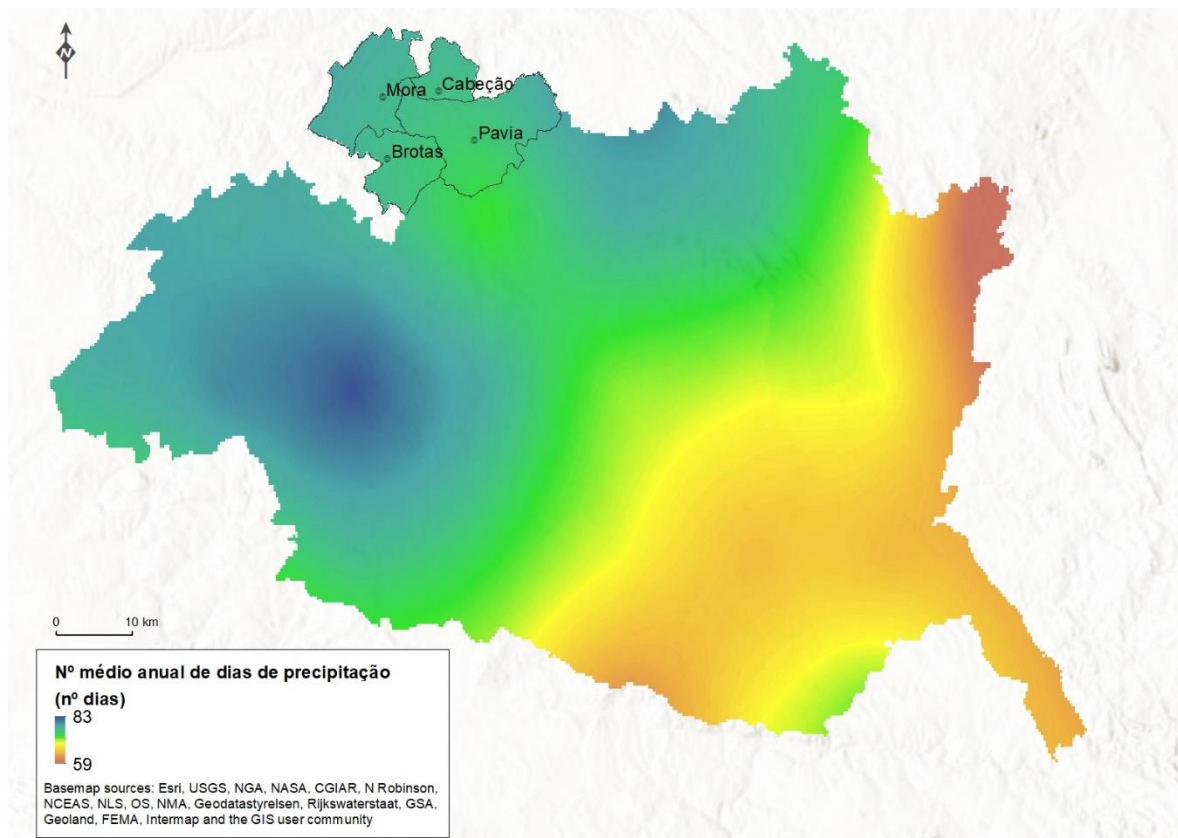 N
Mora
Cabeção
Pavia
Brotas
0 10 km
Nº médio anual de dias de precipitação
(nº dias)
83
59
Basemap sources: Esri, USGS, NGA, NASA, CGIAR, N Robinson,
NCEAS, NLS, OS, NMA, Geodatastyrelsen, Rijkswaterstaat, GSA,
Geoland, FEMA, Intermap and the GIS user community